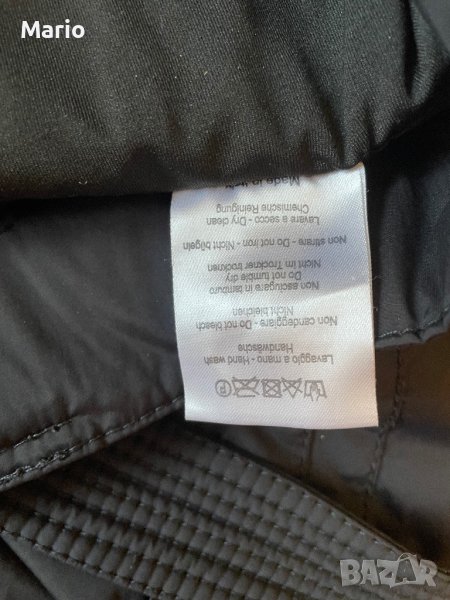 Mario
Lavaggio a mano - Hand wash
Handwäsche
Non candeggiare - Do not bleach
Nicht bleichen
Non asciugare in tamburo
Do not tumble dry
Nicht im Trockner trocknen
Non stirare - Do not iron - Nicht bügeln
Lavare a secco - Dry clean
Chemische Reinigung
Made in Italy
BAZAR